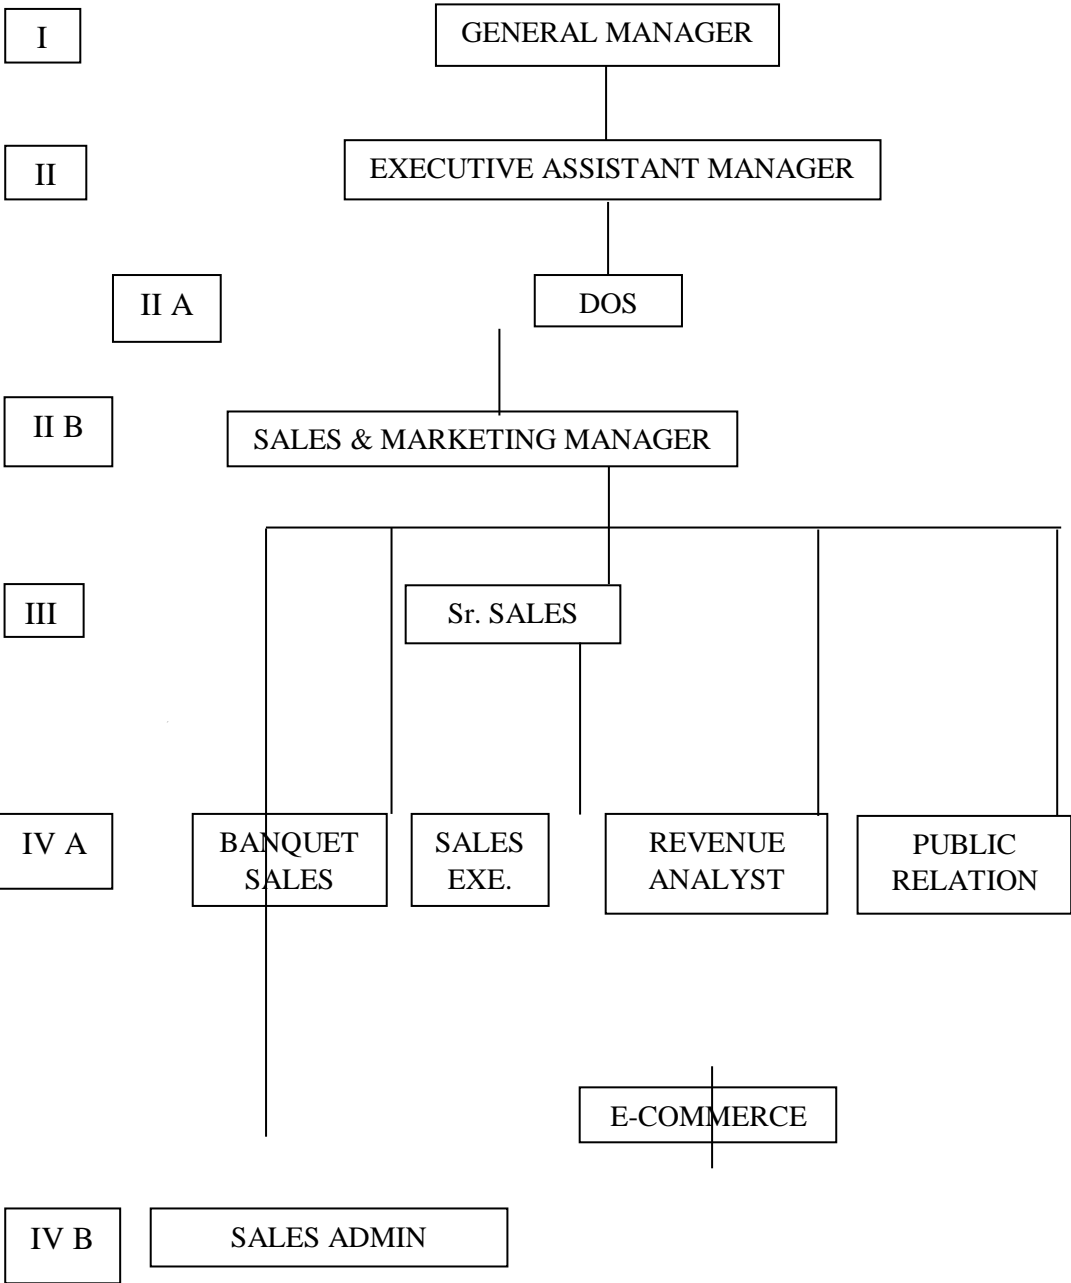 I
GENERAL MANAGER
II
EXECUTIVE ASSISTANT MANAGER
II A
DOS
II B
SALES & MARKETING MANAGER
III
Sr. SALES
IV A
BANQUET
SALES
SALES
EXE.
REVENUE
ANALYST
PUBLIC
RELATION
E-COMMERCE
IV B
SALES ADMIN